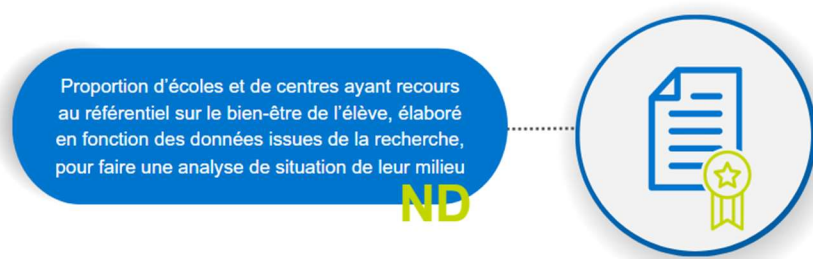 Proportion d’écoles et de centres ayant recours
au référentiel sur le bien-être de l’élève, élaboré
en fonction des données issues de la recherche,
pour faire une analyse de situation de leur milieu
ND